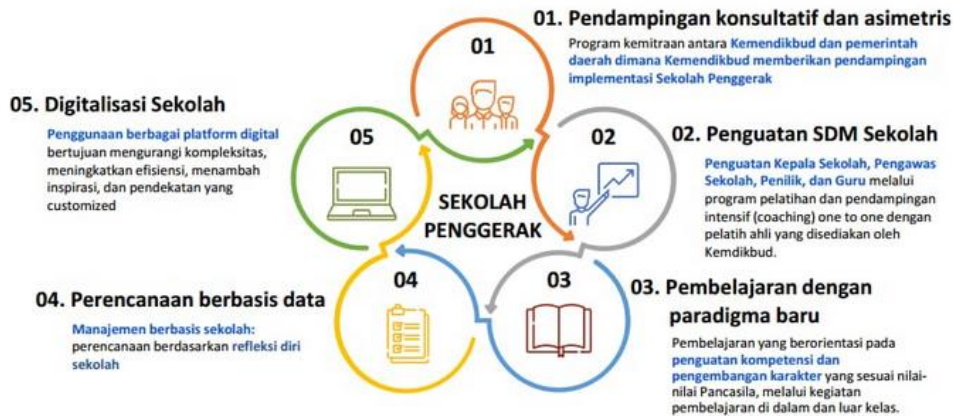 01. Pendampingan konsultatif dan asimetris
Program kemitraan antara Kemendikbud dan pemerintah
daerah dimana Kemendikbud memberikan pendampingan
implementasi Sekolah Penggerak
02. Penguatan SDM Sekolah
Penguatan Kepala Sekolah, Pengawas
Sekolah, Penilik, dan Guru melalui
program pelatihan dan pendampingan
intensif (coaching) one to one dengan
pelatih ahli yang disediakan oleh
Kemdikbud.
03. Pembelajaran dengan
paradigma baru
Pembelajaran yang berorientasi pada
penguatan kompetensi dan
pengembangan karakter yang sesuai nilai-
nilai Pancasila, melalui kegiatan
pembelajaran di dalam dan luar kelas.
04. Perencanaan berbasis data
Manajemen berbasis sekolah:
perencanaan berdasarkan refleksi diri
sekolah
05. Digitalisasi Sekolah
Penggunaan berbagai platform digital
bertujuan mengurangi kompleksitas,
meningkatkan efisiensi, menambah
inspirasi, dan pendekatan yang
customized
01
02
03
04
05
SEKOLAH
PENGGERAK